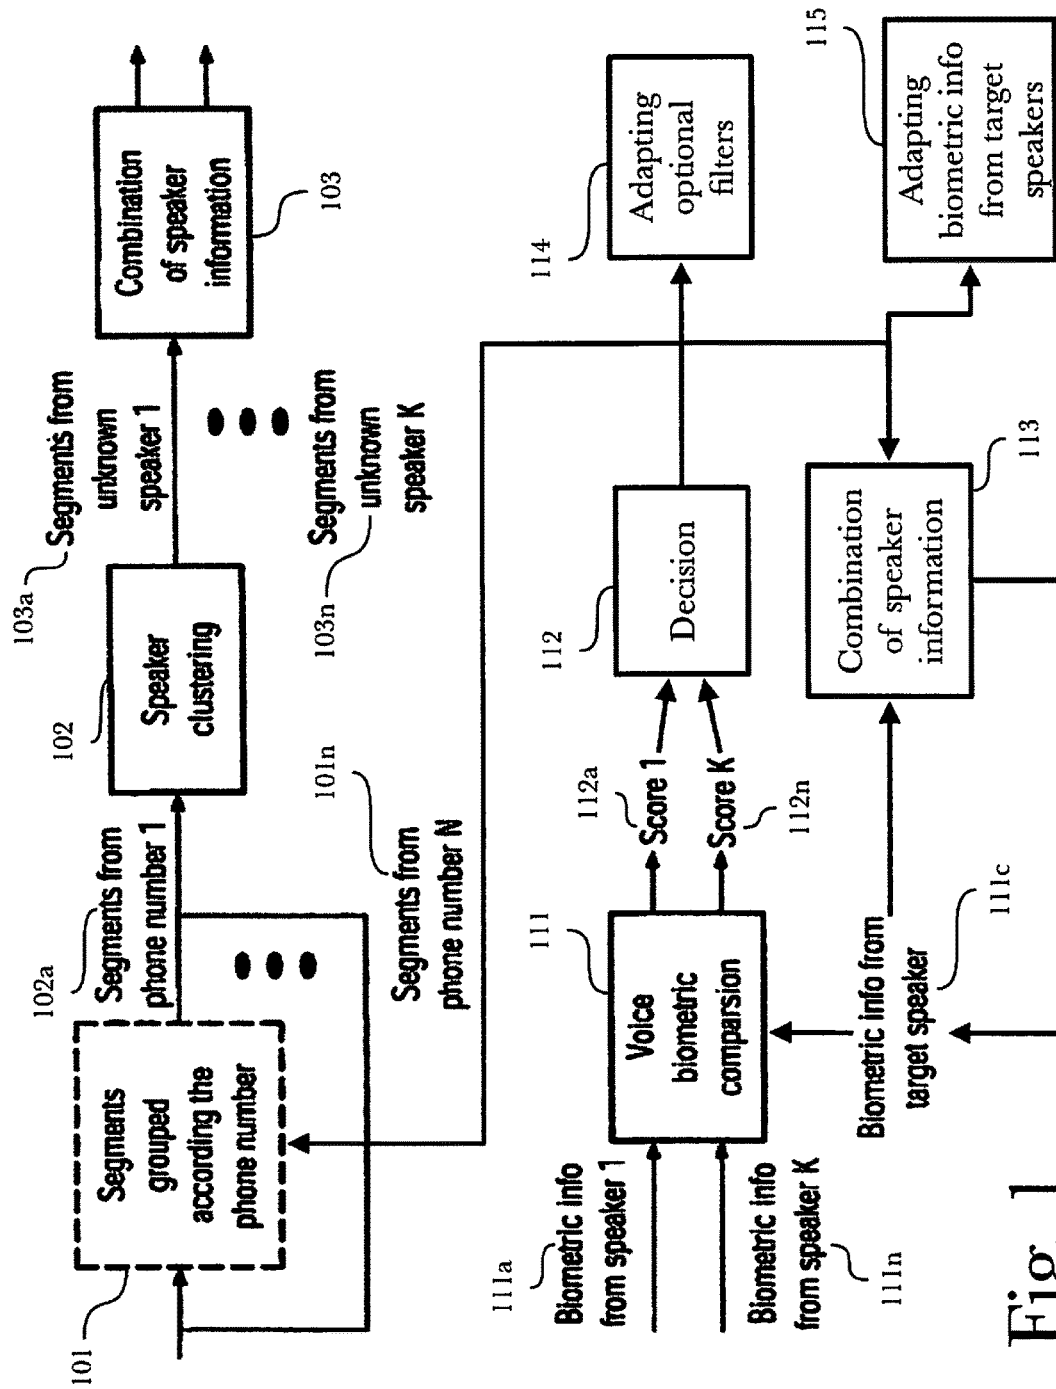 101
Segments
grouped
according the
phone number
102a
Segments from
phone number 1
101n
Segments from
phone number N
102
Speaker
clustering
103a
Segments from
unknown
speaker 1
103n
Segments from
unknown
speaker K
Combination
of speaker
information
103
111a
Biometric info
from speaker 1
Biometric info
from speaker K
111n
111
Voice
biometric
comparsion
112a
Score 1
Score K
112n
112
Decision
114
Adapting
optional
filters
Biometric info from
target speaker
111c
Combination
of speaker
information
113
115
Adapting
biometric info
from target
speakers
Fig. 1